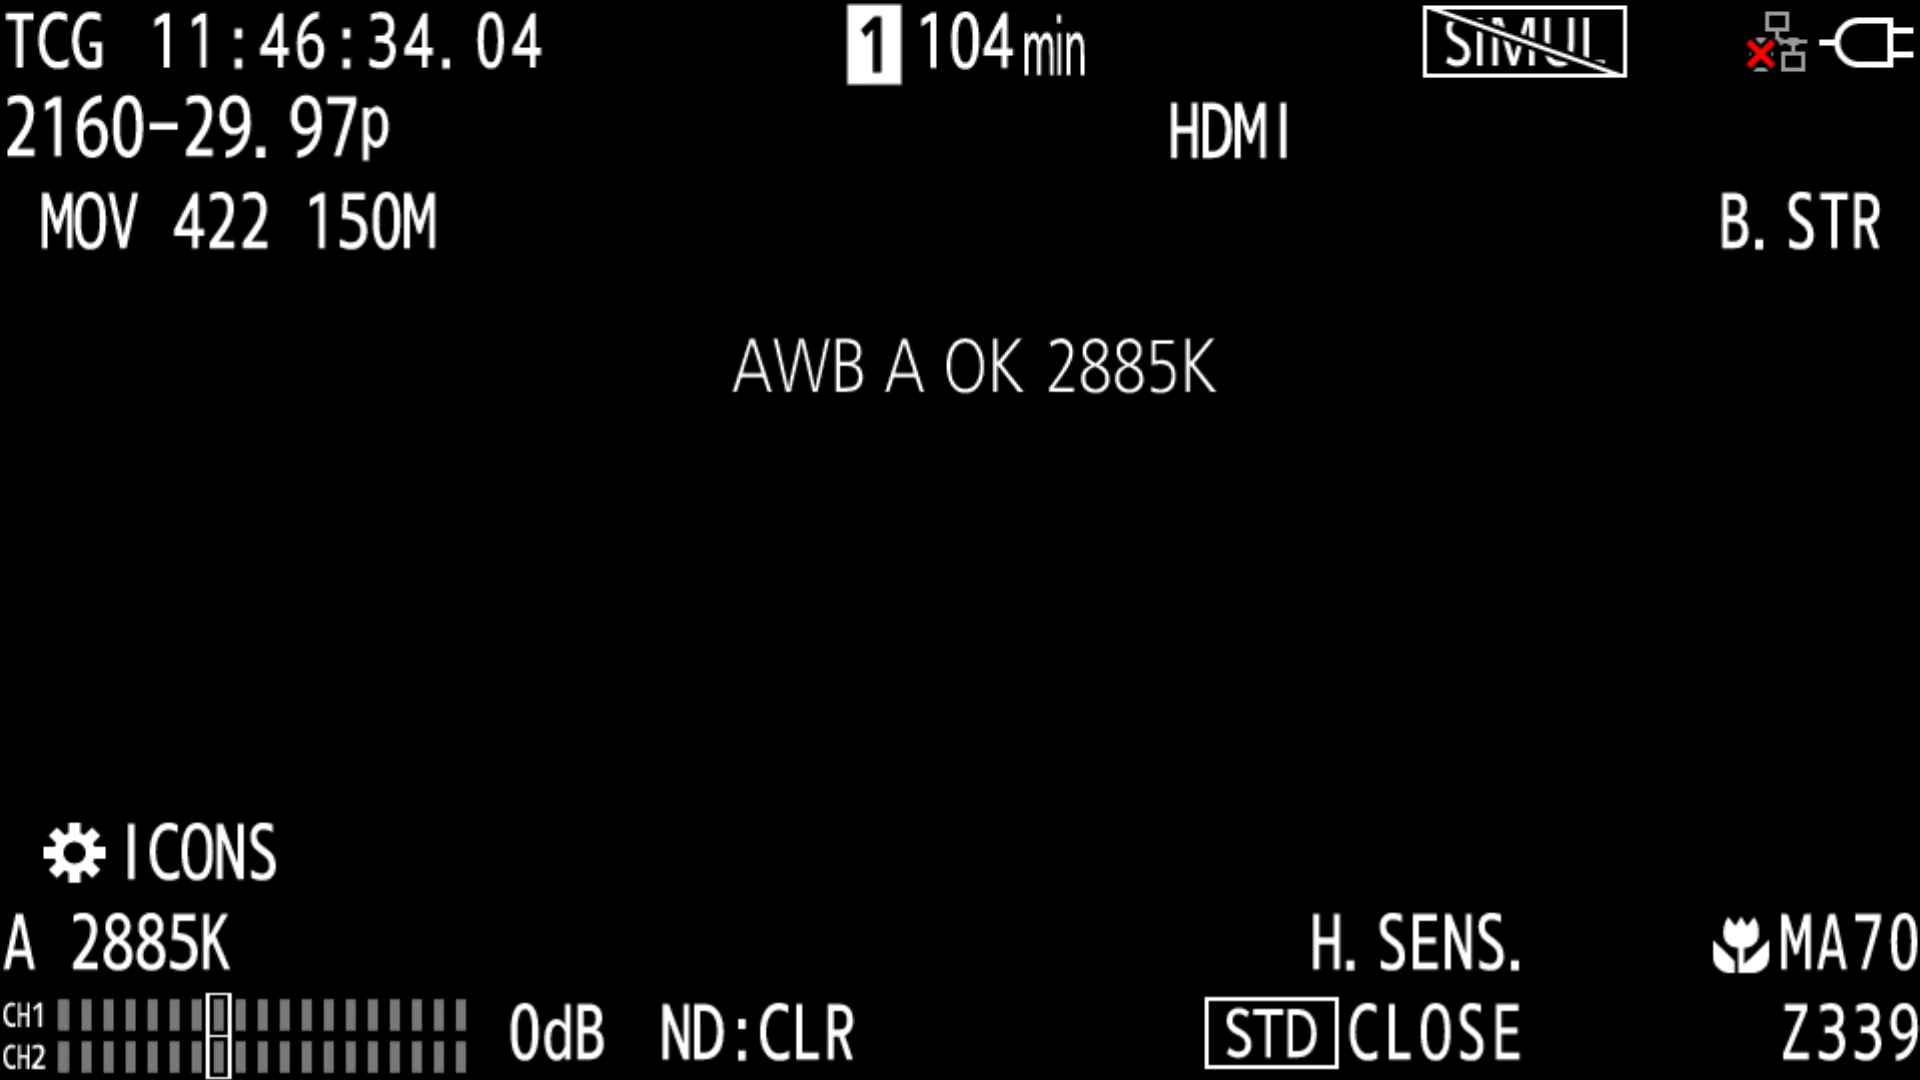 TCG 11:46:34.04 1 104min SIMUL
2160-29.97p HDMI
MOV 422 150M B.STR
AWB A OK 2885K
ICONS
A 2885K H.SENS. MA70
CH1
CH2 0dB ND:CLR STD CLOSE Z339